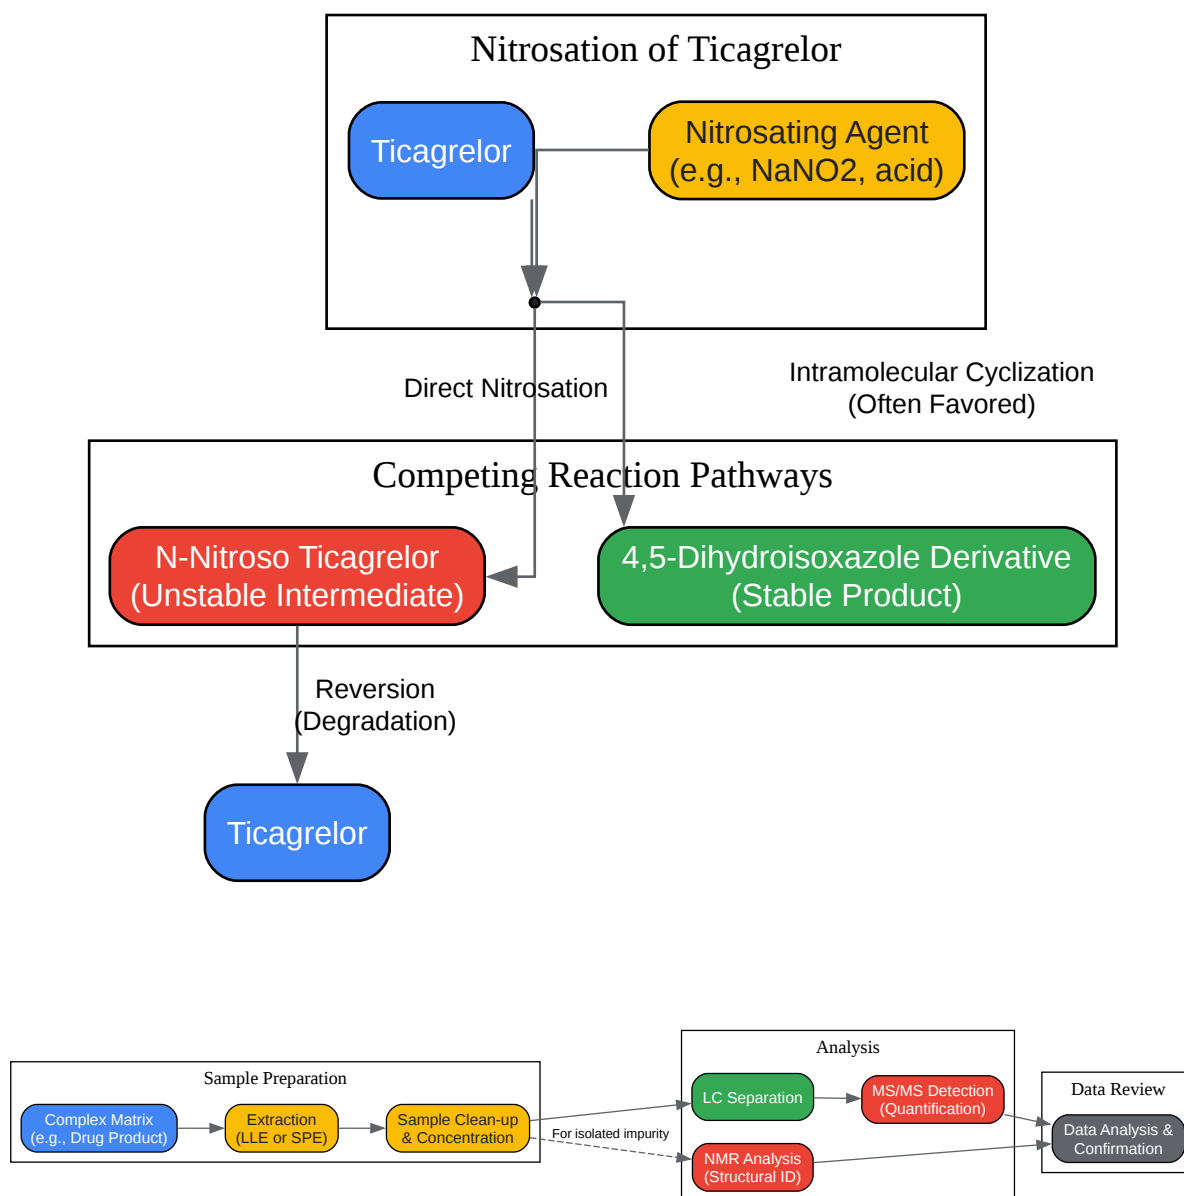 Nitrosation of Ticagrelor
Ticagrelor
Nitrosating Agent
(e.g., NaNO2, acid)
Direct Nitrosation
Intramolecular Cyclization
(Often Favored)
Competing Reaction Pathways
N-Nitroso Ticagrelor
(Unstable Intermediate)
4,5-Dihydroisoxazole Derivative
(Stable Product)
Reversion
(Degradation)
Ticagrelor
Sample Preparation
Complex Matrix
(e.g., Drug Product)
Extraction
(LLE or SPE)
Sample Clean-up
& Concentration
For isolated impurity
Analysis
LC Separation
MS/MS Detection
(Quantification)
NMR Analysis
(Structural ID)
Data Review
Data Analysis &
Confirmation